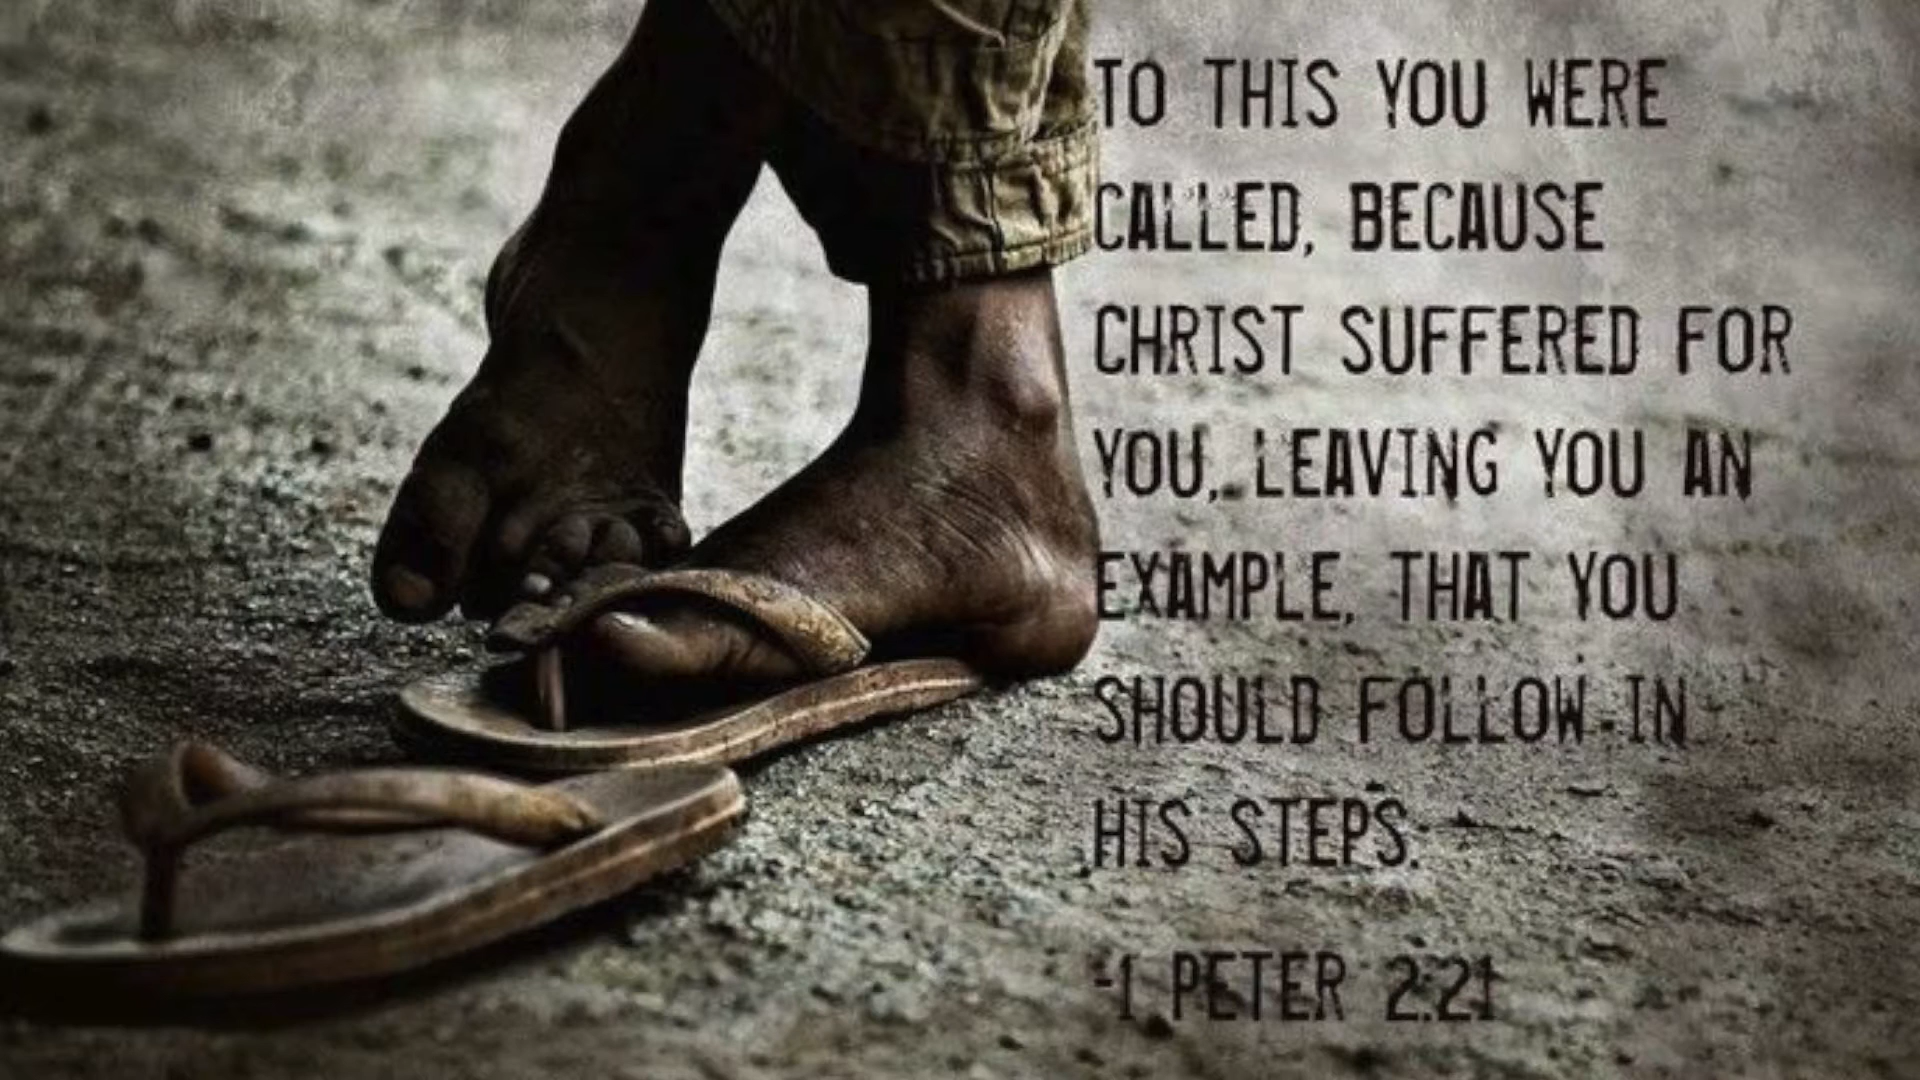 TO THIS YOU WERE
CALLED, BECAUSE
CHRIST SUFFERED FOR
YOU, LEAVING YOU AN
EXAMPLE, THAT YOU
SHOULD FOLLOW IN
HIS STEPS.
-1 PETER 2:21